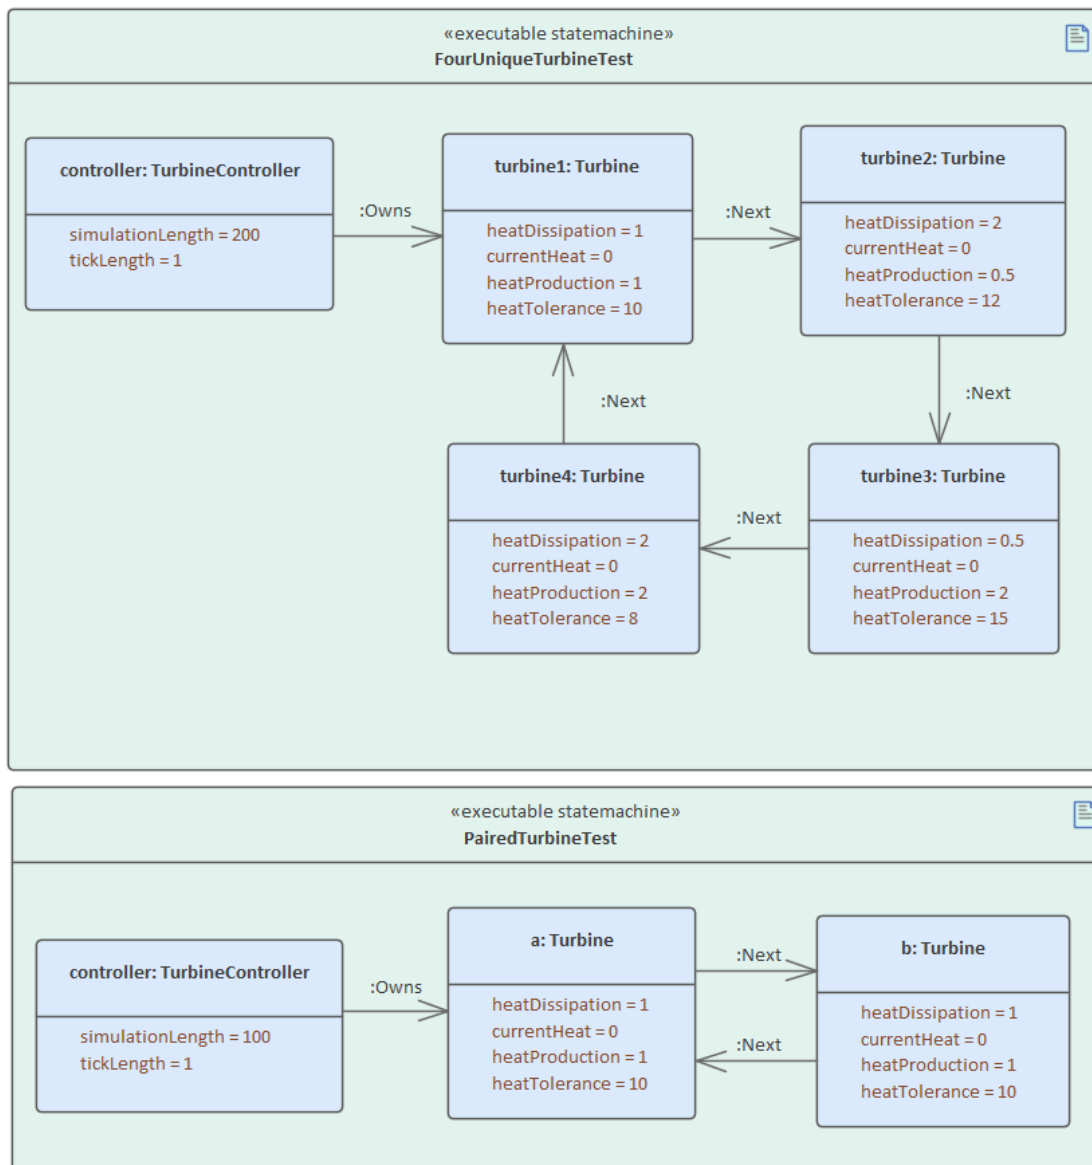 «executable statemachine»
FourUniqueTurbineTest
controller: TurbineController
simulationLength = 200
tickLength = 1
:Owns
turbine1: Turbine
heatDissipation = 1
currentHeat = 0
heatProduction = 1
heatTolerance = 10
:Next
turbine2: Turbine
heatDissipation = 2
currentHeat = 0
heatProduction = 0.5
heatTolerance = 12
:Next
:Next
turbine4: Turbine
heatDissipation = 2
currentHeat = 0
heatProduction = 2
heatTolerance = 8
:Next
turbine3: Turbine
heatDissipation = 0.5
currentHeat = 0
heatProduction = 2
heatTolerance = 15
«executable statemachine»
PairedTurbineTest
controller: TurbineController
simulationLength = 100
tickLength = 1
:Owns
a: Turbine
heatDissipation = 1
currentHeat = 0
heatProduction = 1
heatTolerance = 10
:Next
:Next
b: Turbine
heatDissipation = 1
currentHeat = 0
heatProduction = 1
heatTolerance = 10